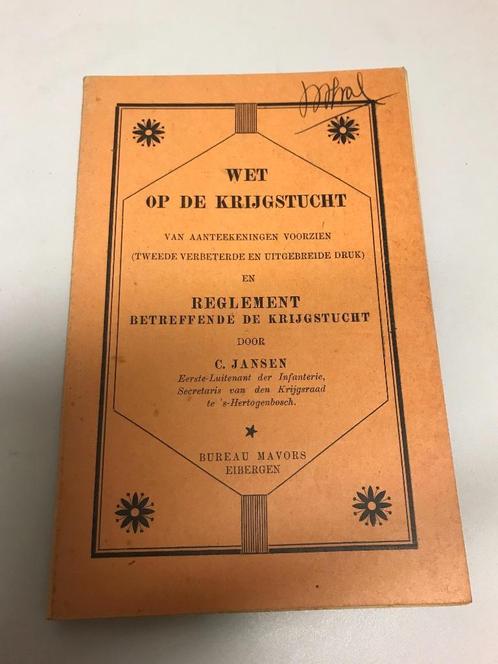 WET
OP DE KRIJGSTUCHT
VAN AANTEEKENINGEN VOORZIEN
(TWEEDE VERBETERDE EN UITGEBREIDE DRUK)
EN
REGLEMENT
BETREFFENDE DE KRIJGSTUCHT
DOOR
C. JANSEN
Eerste-Luitenant der Infanterie,
Secretaris van den Krijgsraad
te 's-Hertogenbosch.
BUREAU MAVORS
EIBERGEN